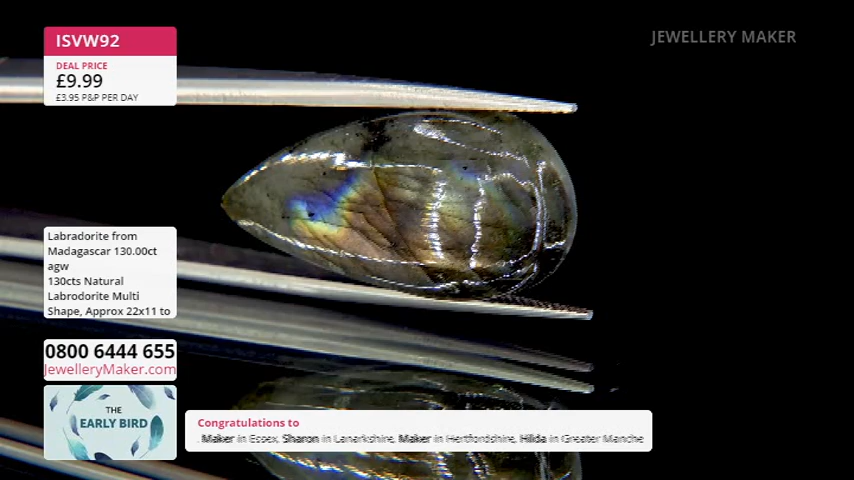 ISVW92
JEWELLERY MAKER
DEAL PRICE
£9.99
£3.95 P&P PER DAY
Labradorite from
Madagascar 130.00ct
agw
130cts Natural
Labrodorite Multi
Shape, Approx 22x11 to
0800 6444 655
JewelleryMaker.com
THE
EARLY BIRD
Congratulations to
. Maker in Essex, Sharon in Lanarkshire, Maker in Hertfordshire, Hilda in Greater Manche